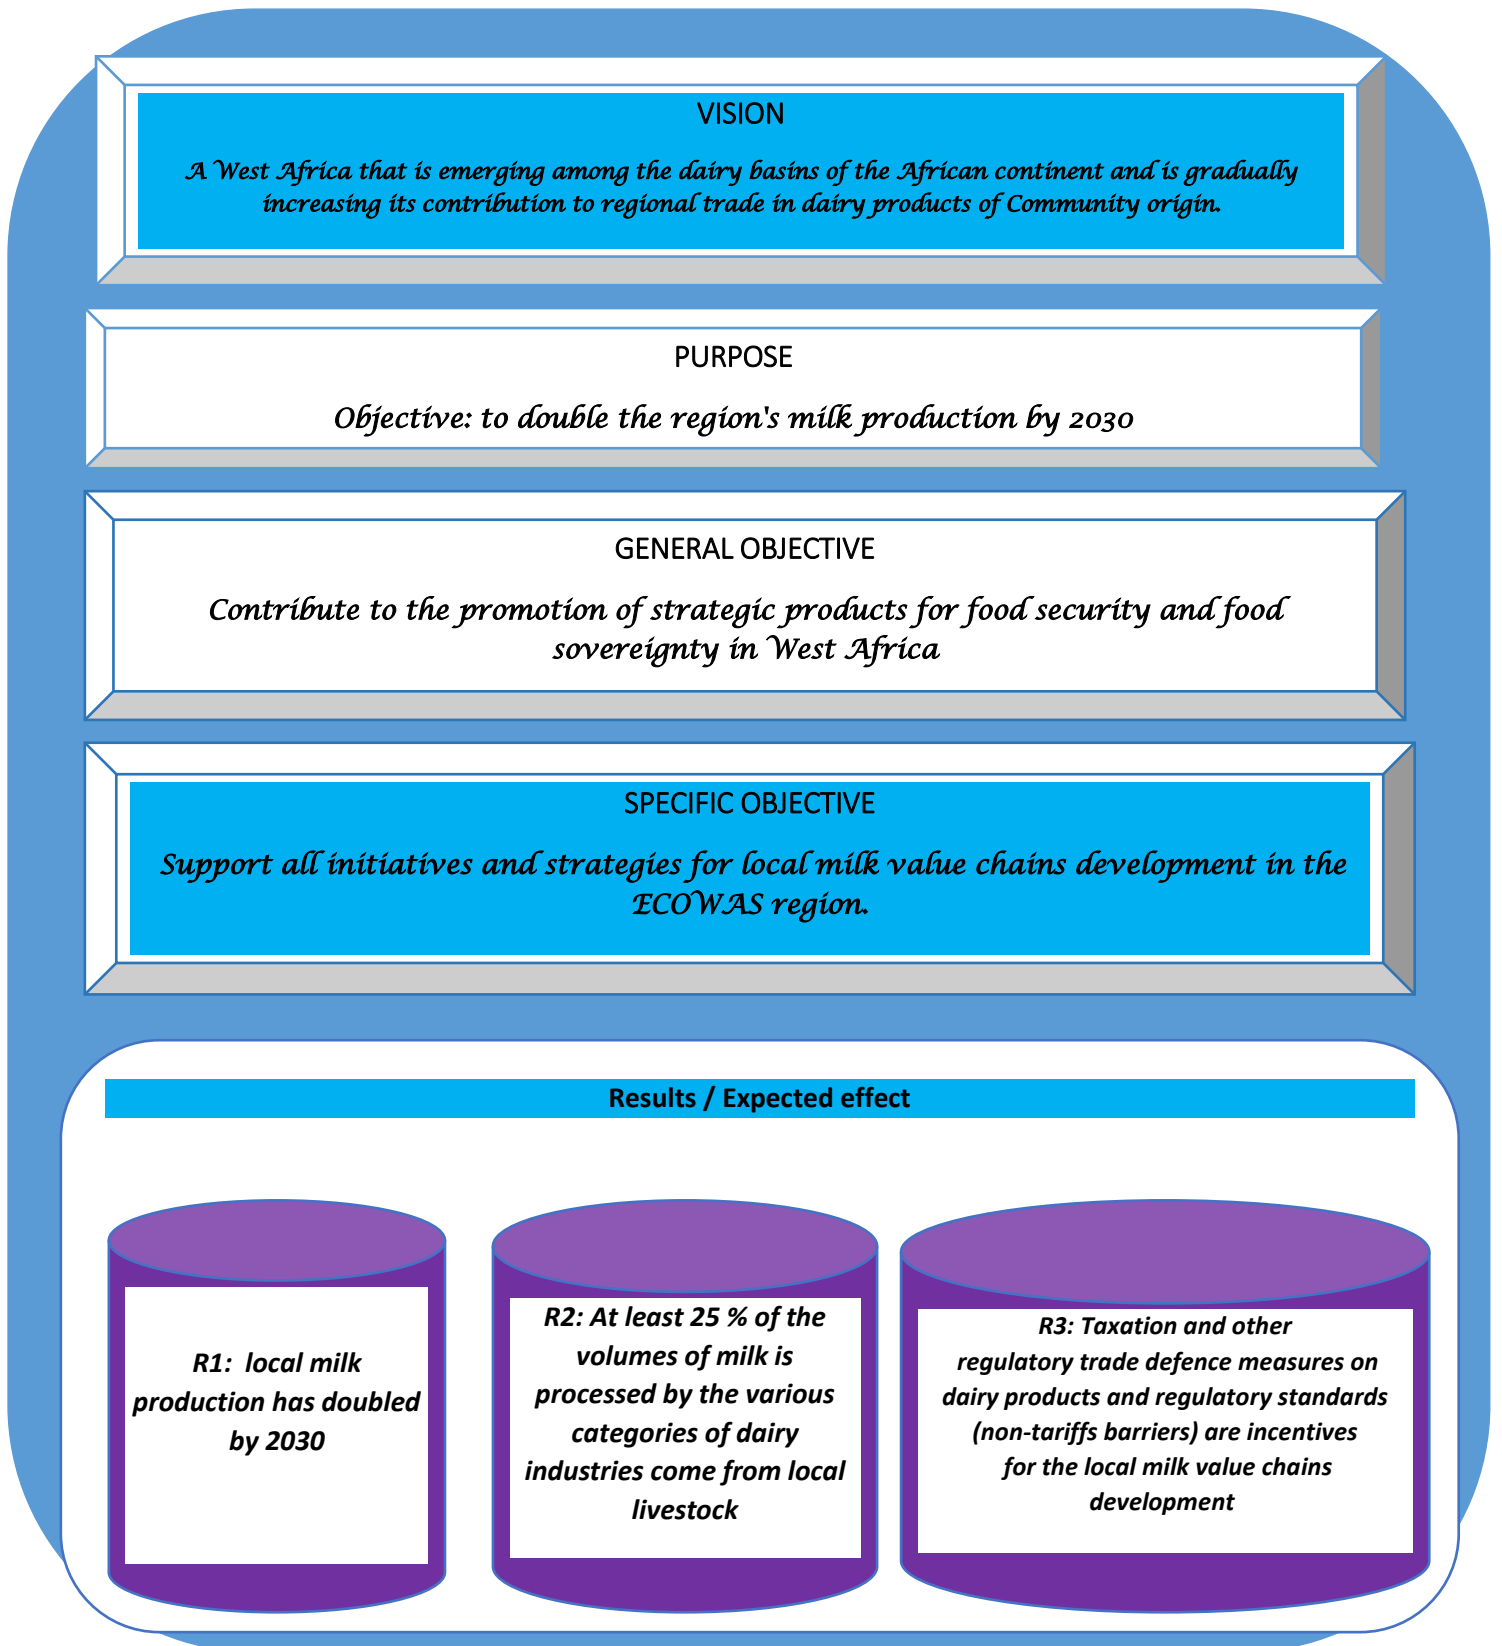 VISION
A West Africa that is emerging among the dairy basins of the African continent and is gradually
increasing its contribution to regional trade in dairy products of Community origin.
PURPOSE
Objective: to double the region's milk production by 2030
GENERAL OBJECTIVE
Contribute to the promotion of strategic products for food security and food
sovereignty in West Africa
SPECIFIC OBJECTIVE
Support all initiatives and strategies for local milk value chains development in the
ECOWAS region.
Results / Expected effect
R1: local milk
production has doubled
by 2030
R2: At least 25 % of the
volumes of milk is
processed by the various
categories of dairy
industries come from local
livestock
R3: Taxation and other
regulatory trade defence measures on
dairy products and regulatory standards
(non-tariffs barriers) are incentives
for the local milk value chains
development